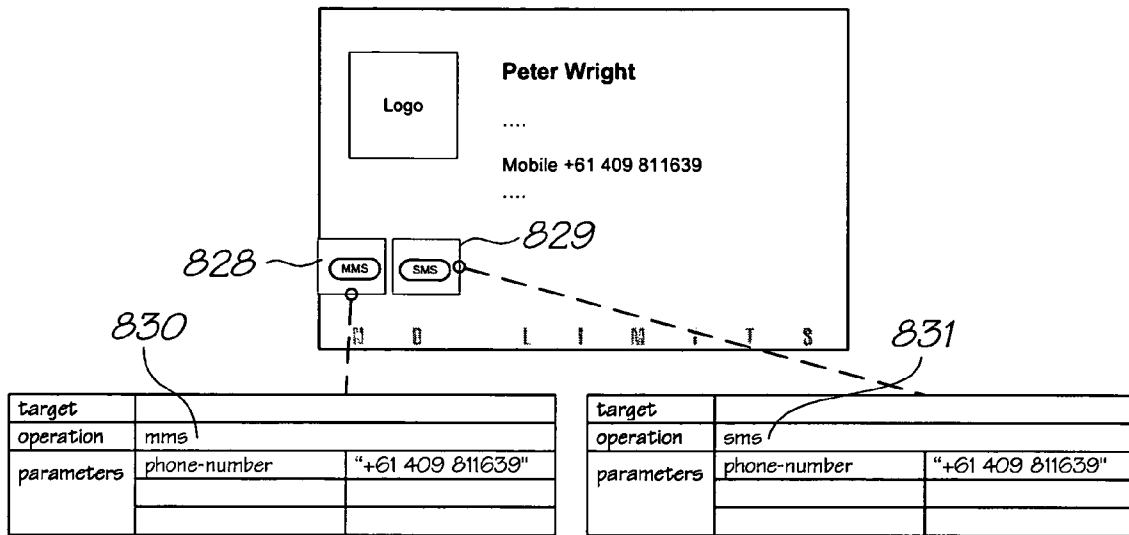 Peter Wright
Logo
....
Mobile +61 409 811639
....
828
MMS
SMS
829
N O L I M I T S
830
831
target
operation mms
parameters phone-number "+61 409 811639"
target
operation sms
parameters phone-number "+61 409 811639"